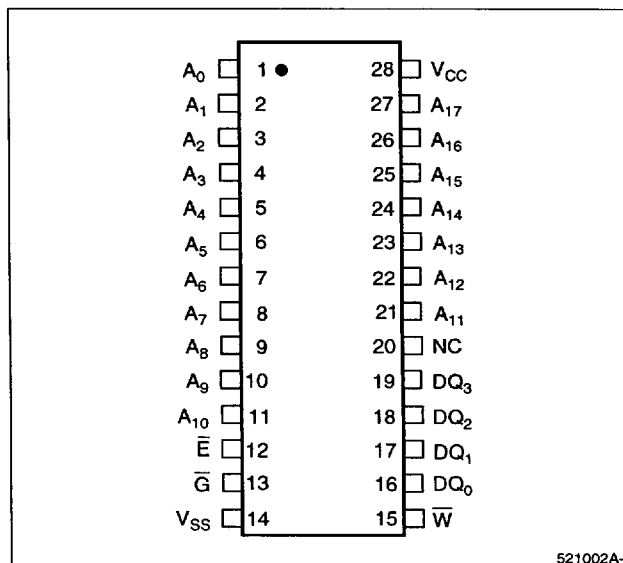 A₀ 1 28 V_CC
A₁ 2 27 A₁₇
A₂ 3 26 A₁₆
A₃ 4 25 A₁₅
A₄ 5 24 A₁₄
A₅ 6 23 A₁₃
A₆ 7 22 A₁₂
A₇ 8 21 A₁₁
A₈ 9 20 NC
A₉ 10 19 DQ₃
A₁₀ 11 18 DQ₂
E̅ 12 17 DQ₁
G̅ 13 16 DQ₀
V_SS 14 15 W̅
521002A-